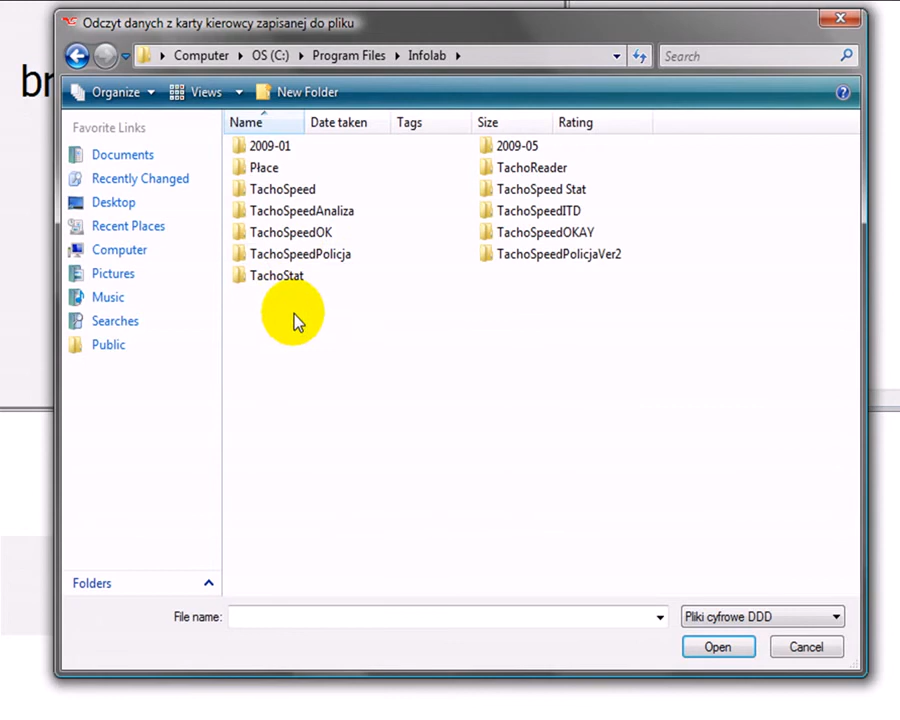 Odczyt danych z karty kierowcy zapisanej do pliku
br
Computer OS (C:) Program Files Infolab Search
Organize Views New Folder
Favorite Links
Documents
Recently Changed
Desktop
Recent Places
Computer
Pictures
Music
Searches
Public
Folders
Name Date taken Tags Size Rating
2009-01 2009-05
Płace TachoReader
TachoSpeed TachoSpeed Stat
TachoSpeedAnaliza TachoSpeedITD
TachoSpeedOK TachoSpeedOKAY
TachoSpeedPolicja TachoSpeedPolicjaVer2
TachoStat
File name: Pliki cyfrowe DDD
Open Cancel